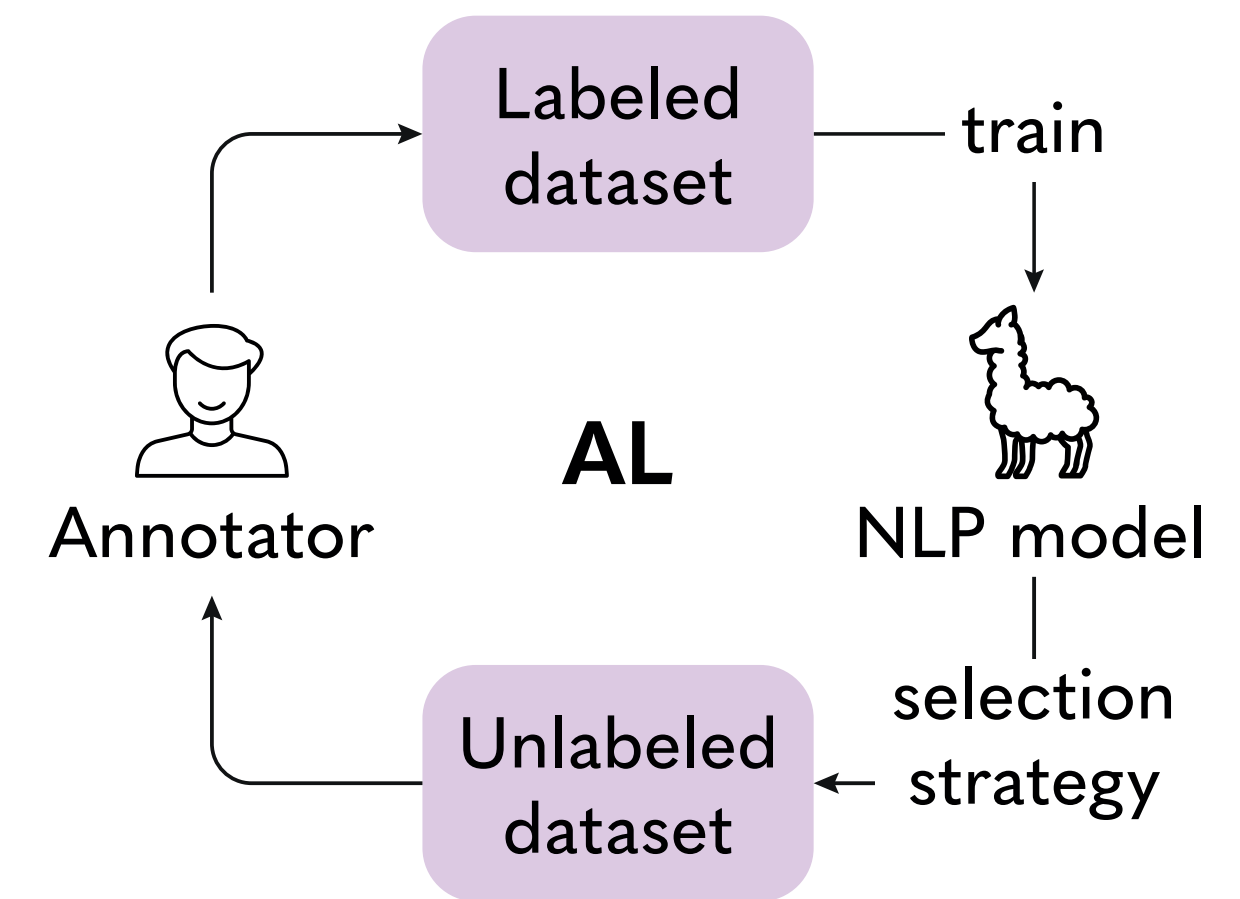 Labeled
dataset
train
AL
Annotator
NLP model
selection
strategy
Unlabeled
dataset